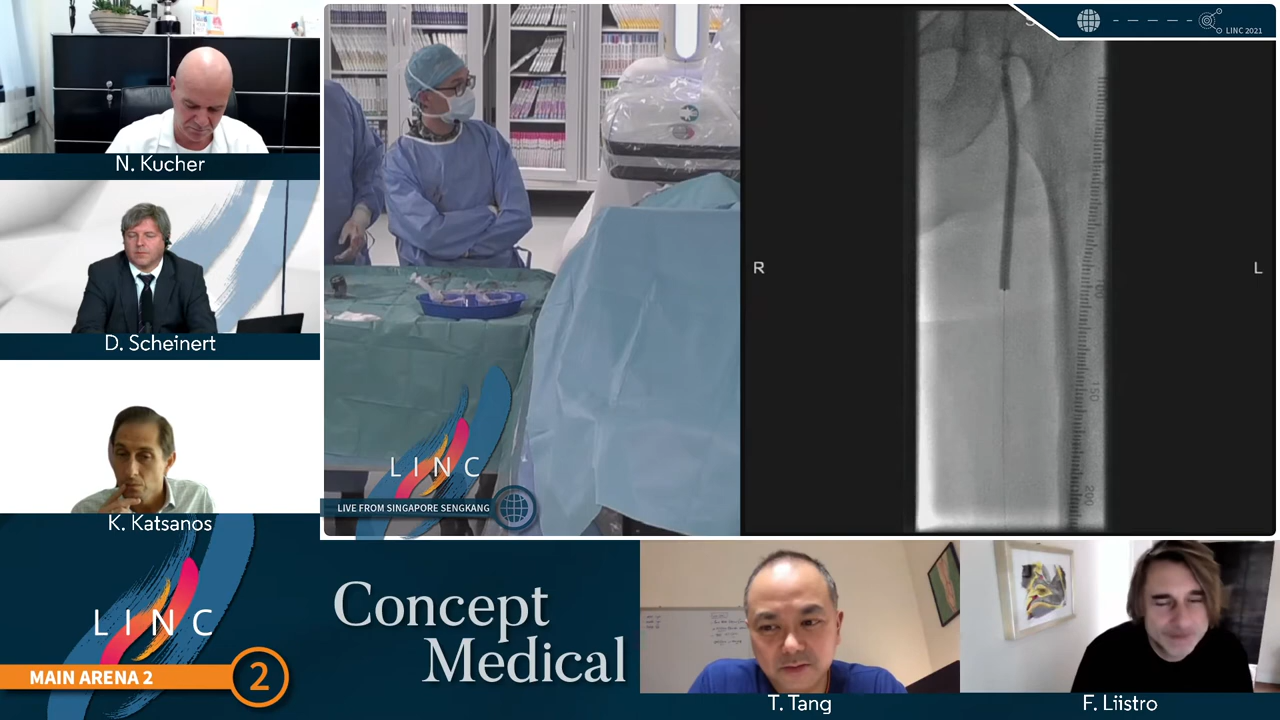 N. Kucher
D. Scheinert
K. Katsanos
LINC
MAIN ARENA 2
2
LINC
LIVE FROM SINGAPORE SENGKANG
R
L
150
200
LINC 2021
Concept
Medical
T. Tang
F. Liistro